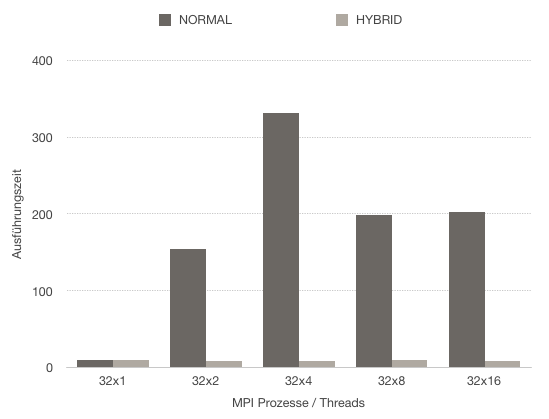 NORMAL HYBRID
400
300
200
100
0
Ausführungszeit
32x1 32x2 32x4 32x8 32x16
MPI Prozesse / Threads